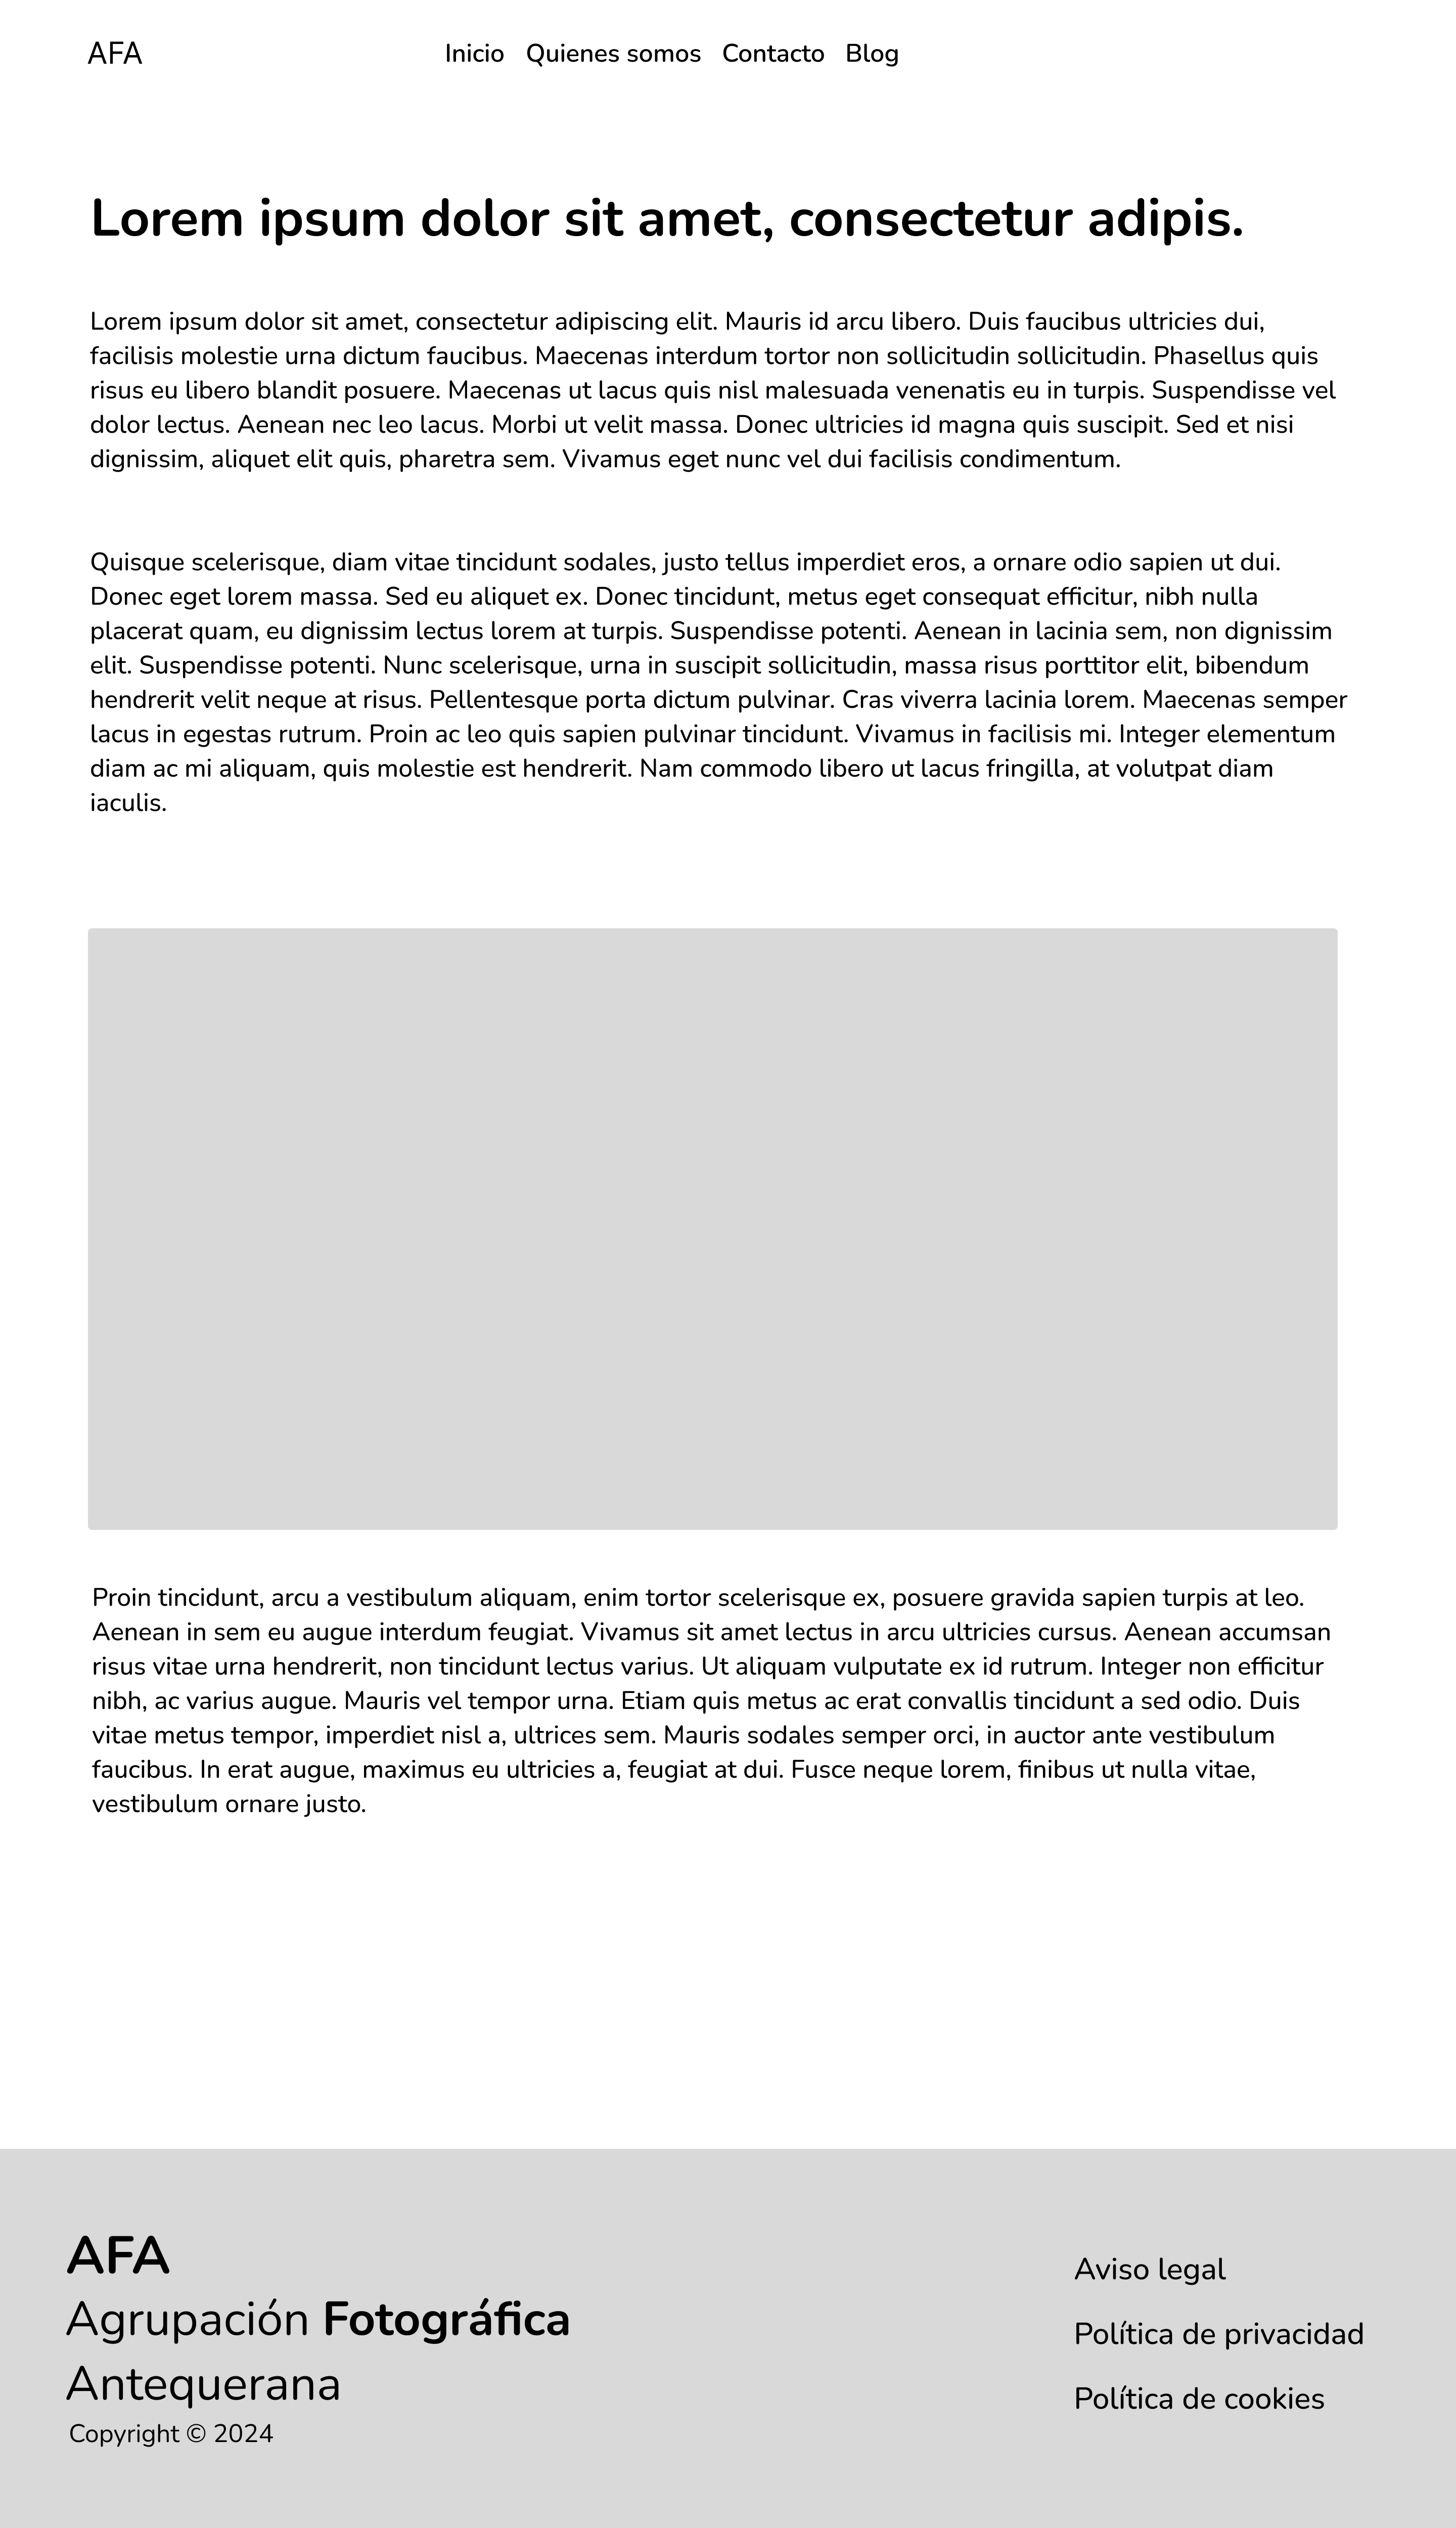 AFA
Inicio Quienes somos Contacto Blog
Lorem ipsum dolor sit amet, consectetur adipis.
Lorem ipsum dolor sit amet, consectetur adipiscing elit. Mauris id arcu libero. Duis faucibus ultricies dui,
facilisis molestie urna dictum faucibus. Maecenas interdum tortor non sollicitudin sollicitudin. Phasellus quis
risus eu libero blandit posuere. Maecenas ut lacus quis nisl malesuada venenatis eu in turpis. Suspendisse vel
dolor lectus. Aenean nec leo lacus. Morbi ut velit massa. Donec ultricies id magna quis suscipit. Sed et nisi
dignissim, aliquet elit quis, pharetra sem. Vivamus eget nunc vel dui facilisis condimentum.
Quisque scelerisque, diam vitae tincidunt sodales, justo tellus imperdiet eros, a ornare odio sapien ut dui.
Donec eget lorem massa. Sed eu aliquet ex. Donec tincidunt, metus eget consequat efficitur, nibh nulla
placerat quam, eu dignissim lectus lorem at turpis. Suspendisse potenti. Aenean in lacinia sem, non dignissim
elit. Suspendisse potenti. Nunc scelerisque, urna in suscipit sollicitudin, massa risus porttitor elit, bibendum
hendrerit velit neque at risus. Pellentesque porta dictum pulvinar. Cras viverra lacinia lorem. Maecenas semper
lacus in egestas rutrum. Proin ac leo quis sapien pulvinar tincidunt. Vivamus in facilisis mi. Integer elementum
diam ac mi aliquam, quis molestie est hendrerit. Nam commodo libero ut lacus fringilla, at volutpat diam
iaculis.
Proin tincidunt, arcu a vestibulum aliquam, enim tortor scelerisque ex, posuere gravida sapien turpis at leo.
Aenean in sem eu augue interdum feugiat. Vivamus sit amet lectus in arcu ultricies cursus. Aenean accumsan
risus vitae urna hendrerit, non tincidunt lectus varius. Ut aliquam vulputate ex id rutrum. Integer non efficitur
nibh, ac varius augue. Mauris vel tempor urna. Etiam quis metus ac erat convallis tincidunt a sed odio. Duis
vitae metus tempor, imperdiet nisl a, ultrices sem. Mauris sodales semper orci, in auctor ante vestibulum
faucibus. In erat augue, maximus eu ultricies a, feugiat at dui. Fusce neque lorem, finibus ut nulla vitae,
vestibulum ornare justo.
AFA
Agrupación Fotográfica
Antequerana
Copyright © 2024
Aviso legal
Política de privacidad
Política de cookies